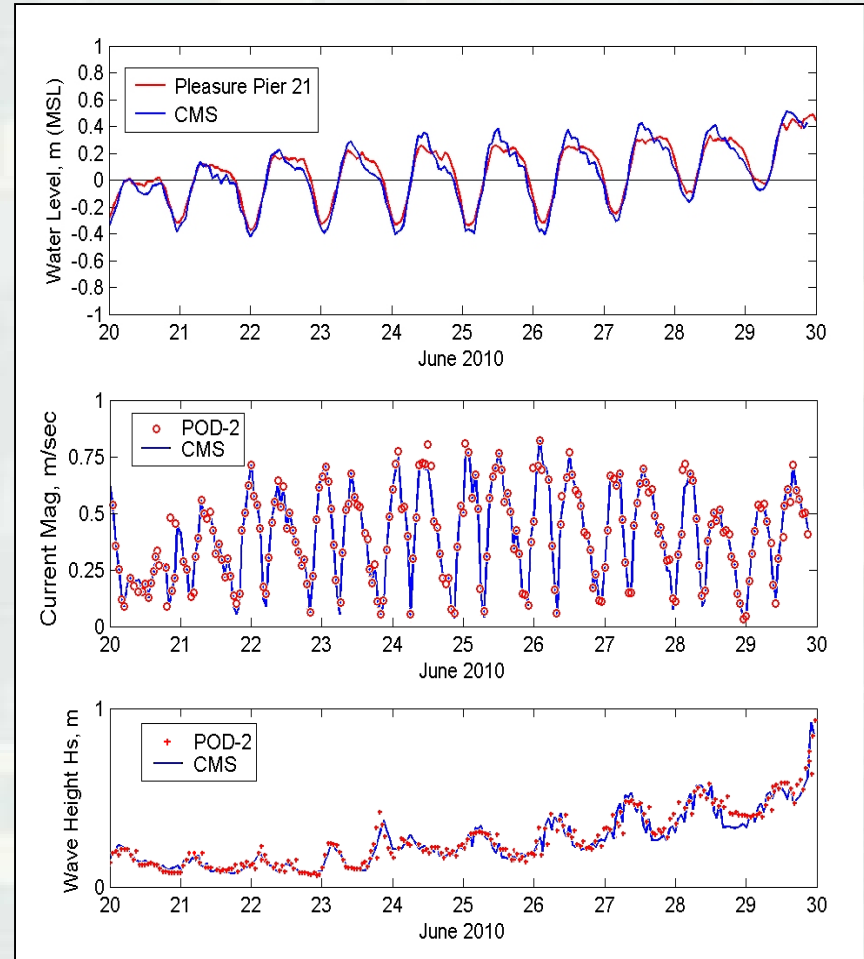 Water Level, m (MSL)
1
0.8
0.6
0.4
0.2
0
-0.2
-0.4
-0.6
-0.8
-1
Pleasure Pier 21
CMS
20 21 22 23 24 25 26 27 28 29 30
June 2010
Current Mag, m/sec
1
0.75
0.5
0.25
0
POD-2
CMS
20 21 22 23 24 25 26 27 28 29 30
June 2010
Wave Height Hs, m
1
0
POD-2
CMS
20 21 22 23 24 25 26 27 28 29 30
June 2010